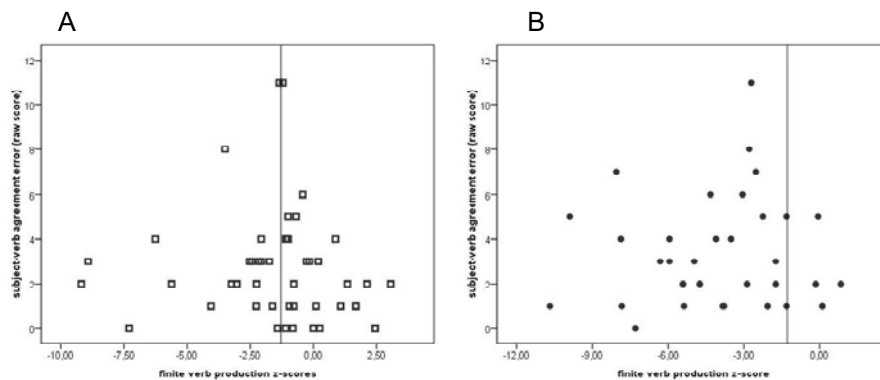 A
B
subject-verb agreement error (raw score)
12
10
8
6
4
2
0
-10,00 -7,50 -5,00 -2,50 0,00 2,50
finite verb production z-scores
subject-verb agreement error (raw score)
12
10
8
6
4
2
0
-12,00 -9,00 -6,00 -3,00 0,00
finite verb production z-score